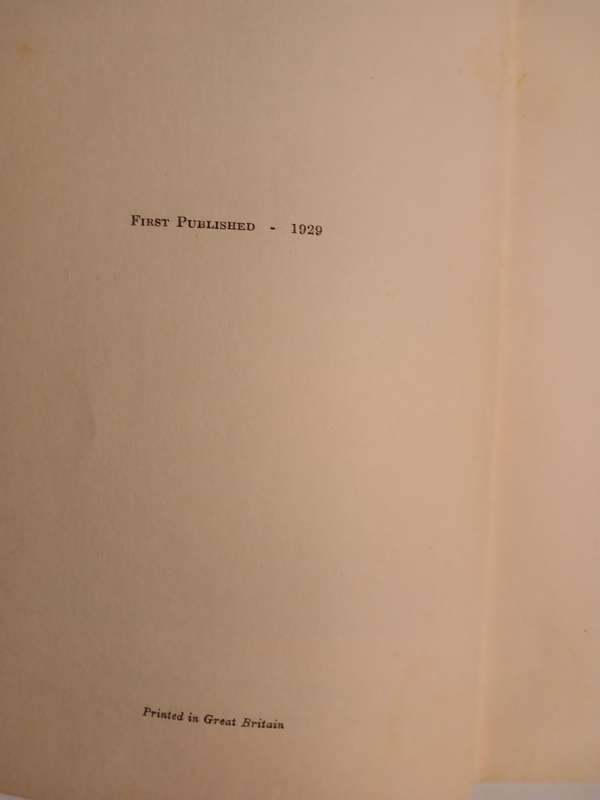 First Published - 1929
Printed in Great Britain